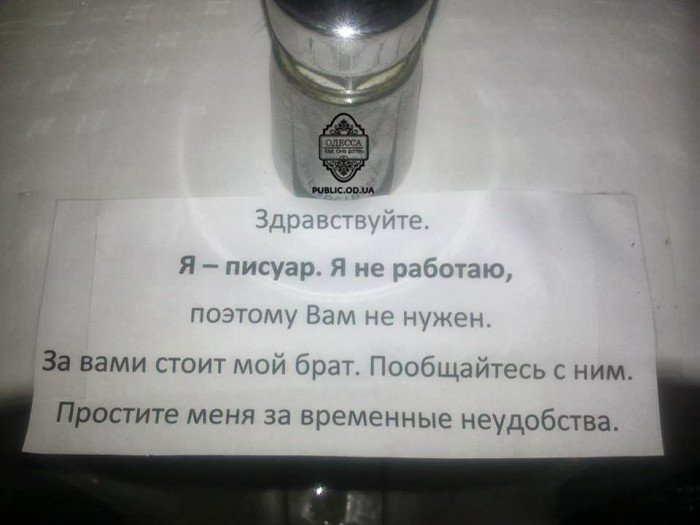 ОДЕССА
PUBLIC.OD.UA
Здравствуйте.
Я – писуар. Я не работаю,
поэтому Вам не нужен.
За вами стоит мой брат. Пообщайтесь с ним.
Простите меня за временные неудобства.